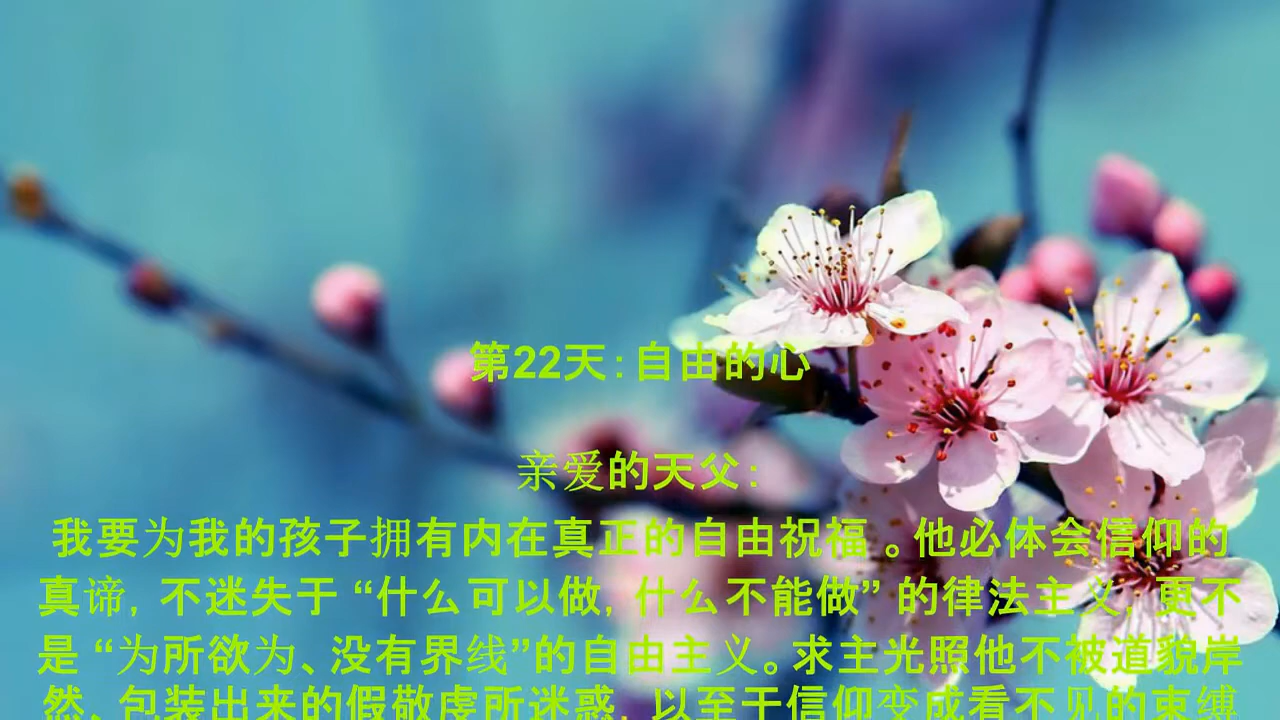 第22天：自由的心
亲爱的天父：
我要为我的孩子拥有内在真正的自由祝福 。他必体会信仰的
真谛, 不迷失于 “什么可以做, 什么不能做” 的律法主义, 更不
是 “为所欲为、没有界线”的自由主义。求主光照他不被道貌岸
然、包装出来的假敬虔所迷惑, 以至于信仰变成看不见的束缚